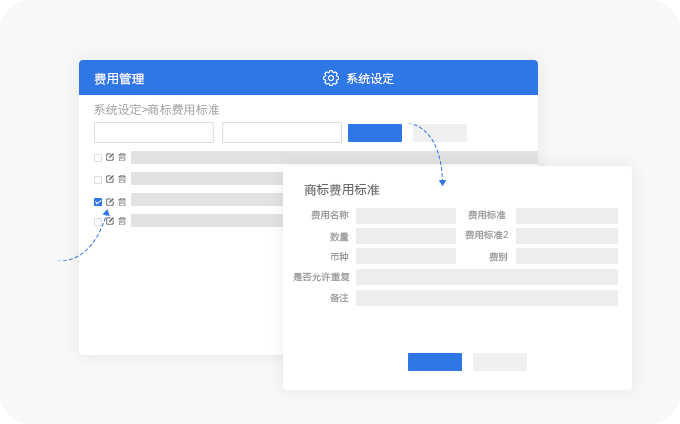 费用管理 系统设定
系统设定>商标费用标准
商标费用标准
费用名称 费用标准
数量 费用标准2
币种 费别
是否允许重复
备注